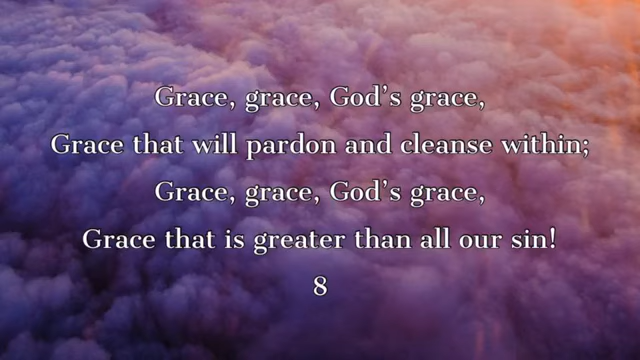 Grace, grace, God’s grace,
Grace that will pardon and cleanse within;
Grace, grace, God’s grace,
Grace that is greater than all our sin!
8